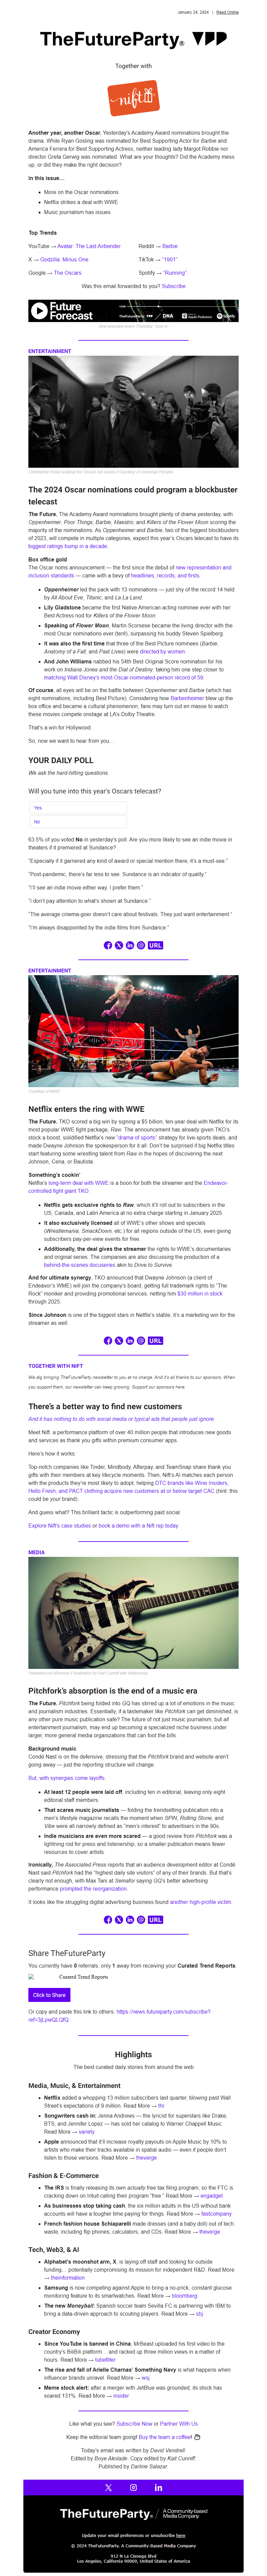 January 24, 2024 | Read Online
TheFutureParty®
Together with
nift
Another year, another Oscar. Yesterday's Academy Award nominations brought the
drama. While Ryan Gosling was nominated for Best Supporting Actor for Barbie and
America Ferrera for Best Supporting Actress, neither leading lady Margot Robbie nor
director Greta Gerwig was nominated. What are your thoughts? Did the Academy mess
up, or did they make the right decision?
In this issue...
• More on the Oscar nominations
• Netflix strikes a deal with WWE
• Music journalism has issues
Top Trends
YouTube → Avatar: The Last Airbender
Reddit → Barbie
X → Godzilla: Minus One
TikTok → "1901"
Google → The Oscars
Spotify → "Running"
Was this email forwarded to you? Subscribe
Future
Forecast
ENTERTAINMENT
The 2024 Oscar nominations could program a blockbuster
telecast
The Future. The Academy Award nominations brought plenty of drama yesterday, with
Oppenheimer, Poor Things, Barbie, Maestro, and Killers of the Flower Moon scoring
the majority of the nominations. As Oppenheimer and Barbie, two of the biggest blockbusters
of 2023, will compete in multiple categories, it seems the Oscars could be on track to have its
biggest ratings bump in a decade.
Box office gold
The Oscar noms announcement — the first since the debut of new representation and
inclusion standards — came with a bevy of headlines, records, and firsts.
• Oppenheimer led the pack with 13 nominations — just shy of the record of 14 held
by All About Eve, Titanic, and La La Land.
• Lily Gladstone became the first Native American acting nominee ever with her
Best Actress nod for Killers of the Flower Moon.
• Speaking of Flower Moon, Martin Scorsese became the living director with the
most Oscar nominations ever (ten!), surpassing his buddy Steven Spielberg.
• It was also the first time that three of the Best Picture nominees (Barbie,
Anatomy of a Fall, and Past Lives) were directed by women.
• And John Williams nabbed his 54th Best Original Score nomination for his
work on Indiana Jones and the Dial of Destiny, taking him one step closer to
matching Walt Disney's most-Oscar-nominated-person record of 59.
Of course, all eyes will be on the battle between Oppenheimer and Barbie (which has
eight nominations, including Best Picture). Considering how Barbenheimer blew up the
box office and became a cultural phenomenon, fans may just tune in en masse to watch
these movies compete onstage at LA's Dolby Theatre.
That's a win for Hollywood.
So, now we want to hear from you...
YOUR DAILY POLL
We ask the hard-hitting questions.
Will you tune into this year's Oscars telecast?
Yes
No
63.5% of you voted No in yesterday's poll: Are you more likely to see an indie movie in
theaters if it premiered at Sundance?
"Especially if it garnered any kind of award or special mention there, it's a must-see."
"Post-pandemic, there's far less to see. Sundance is an indicator of quality."
"I'll see an indie movie either way. I prefer them."
"I don't pay attention to what's shown at Sundance."
"The average cinema-goer doesn't care about festivals. They just want entertainment."
"I'm always disappointed by the indie films from Sundance."
URL
ENTERTAINMENT
Courtesy of WWE
Netflix enters the ring with WWE
The Future. TKO scored a big win by signing a $5 billion, ten-year deal with Netflix for its
most popular WWE fight package, Raw. The announcement has already given TKO's
stock a boost, solidified Netflix's new "drama of sports" strategy for live-sports deals, and
made Dwayne Johnson the spokesperson for it all. Don't be surprised if big Netflix titles
start seeing some wrestling talent from Raw in the hopes of one of them becoming the next
Johnson, Cena, or Bautista.
Something's cookin'
Netflix's long-term deal with WWE is a boon for both the streamer and the Endeavor-
controlled fight giant TKO.
• Netflix gets exclusive rights to Raw, which it'll roll out to subscribers in the
US, Canada, and Latin America at no extra charge starting in January 2025.
• It also exclusively licensed all of WWE's other shows and specials
(Wrestlemania, SmackDown, etc.) for regions outside of the US, even giving
subscribers pay-per-view events for free.
• Additionally, the deal gives the streamer the rights to WWE's documentaries
and original series. The companies are also discussing the production of a
behind-the-scenes docuseries akin to Drive to Survive.
And for ultimate synergy, TKO announced that Dwayne Johnson (a client of
Endeavor's WME) will join the company's board, getting full trademark rights to "The
Rock" moniker and providing promotional services, netting him $30 million in stock
through 2025.
Since Johnson is one of the biggest stars in Netflix's stable, it's a marketing win for the
streamer as well.
URL
TOGETHER WITH NIFT
We dig bringing TheFutureParty newsletter to you at no charge. And it's all thanks to our sponsors. When
you support them, our newsletter can keep growing. Support our sponsors here.
There's a better way to find new customers
And it has nothing to do with social media or typical ads that people just ignore.
Meet Nift: a platform performer of over 40 million that includes new goods
and services as thank you gifts within premium consumer apps.
Here's how it works:
Top-notch companies like Tinder, Mindbody, Afterpay, and TeamSnap all share thank you
gifts with their members at key lifecycle moments. Then, Nift's AI matches each person
with the products they're most likely to adopt, helping DTC brands like Wine Insiders,
Hello Fresh, and PACT clothing acquire new customers at or below target CAC (hint: this
could be your brand).
And guess what? This brilliant tactic is outperforming paid social.
Explore Nift's case studies or book a demo with a Nift rep today.
MEDIA
Pitchfork's absorption is the end of a music era
The Future. Pitchfork being folded into GQ has stirred up a lot of emotions in the music
and music-journalism industries. Essentially, if a tastemaker like Pitchfork can get diminished, is
any other pure music publication safe? The future of not just music journalism, but all
entertainment journalism, may end up becoming a specialized niche business under
larger, more general media organizations that can foot the bills.
Background music
Condé Nast is on the defensive, stressing that the Pitchfork brand and website aren't
going away — just the reporting structure will change.
But, with synergies come layoffs.
• At least 12 people were laid off, including ten in editorial, leaving only eight
editorial staff members.
• That scares music journalists — folding the trendsetting publication into a
men's lifestyle magazine recalls the moment when SPIN, Rolling Stone, and
Vibe were all rumored to be defining "men's interest" to advertisers in the 90s.
• Indie musicians are even more scared — a good review from Pitchfork was a
lightning rod for new artists to get discovered, creating a healthy ecosystem for
up-and-comers.
Ironically, The Associated Press reports that an audience development editor at Condé
Nast said Pitchfork had the "highest daily site visitors" of any of their brands. But that's
clearly in motion, with Max Tani at Semafor saying GQ's better advertising
performance prompted the reorganization.
It looks like the struggling digital advertising business found another high-profile victim.
URL
Share TheFutureParty
You currently have 0 referrals, only 1 away from receiving your Curated Trend Reports.
Curated Trend Reports
Click to Share
Or copy and paste this link to others: https://news.futureparty.com/subscribe?
Highlights
The best curated daily stories from around the web.
Media, Music, & Entertainment
• Netflix added a whopping 13 million subscribers last quarter, blowing past Wall
Street's expectations of 9 million. Read More → thr
• Songwriters cash in: Jenna Andrews — the lyricist for superstars like Drake,
BTS, and Jennifer Lopez — has sold her catalog to Warner Chappell Music.
Read More → variety
• Apple announced that it'll increase royalty payouts on Apple Music by 10% to
artists who make their tracks available in spatial audio — even if people don't
listen to those versions. Read More → theverge
Fashion & E-Commerce
• The IRS is finally releasing its own actually free tax filing program, so the FTC is
cracking down on Intuit calling theirs anything "free." Read More → engadget
• As businesses stop taking cash, the six million adults in the US without bank
accounts will have a tougher time paying for things. Read More → fastcompany
• French fashion house Schiaparelli made dresses (and a baby doll) out of tech
waste, including flip phones, calculators, and CDs. Read More → theverge
Tech, Web3, & AI
• Alphabet's moonshot arm, X, is laying off staff and looking for outside
funding... potentially compromising its mission for independent R&D. Read More
→ theinformation
• Samsung is now competing against Apple to bring a no-prick, constant glucose
monitoring feature to its smartwatches. Read More → bloomberg
• The new Moneyball: Spanish soccer team Sevilla FC is partnering with IBM to
bring a data-driven approach to scouting players. Read More → sbj
Creator Economy
• Since YouTube is banned in China, MrBeast uploaded his first video to the
country's BiliBili platform... and racked up three million views in a matter of
hours. Read More → tubefilter
• The rise and fall of Arielle Charnas' Something Navy is what happens when
influencer brands unravel. Read More → wsj
• Meme stock alert: after a merger with JetBlue was grounded, its stock has
soared 131%. Read More → insider
Like what you see? Subscribe Now or Partner With Us
Keep the editorial team going! Buy the team a coffee!
Today's email was written by David Vendrell.
Edited by Boye Akolade. Copy edited by Kait Cunniff.
Published by Darline Salazar.
TheFutureParty
A Community-based
Media Company
Update your email preferences or unsubscribe here
© 2024 TheFutureParty. A Community-Based Media Company
912 N La Cienega Blvd
Los Angeles, California 90069, United States of America